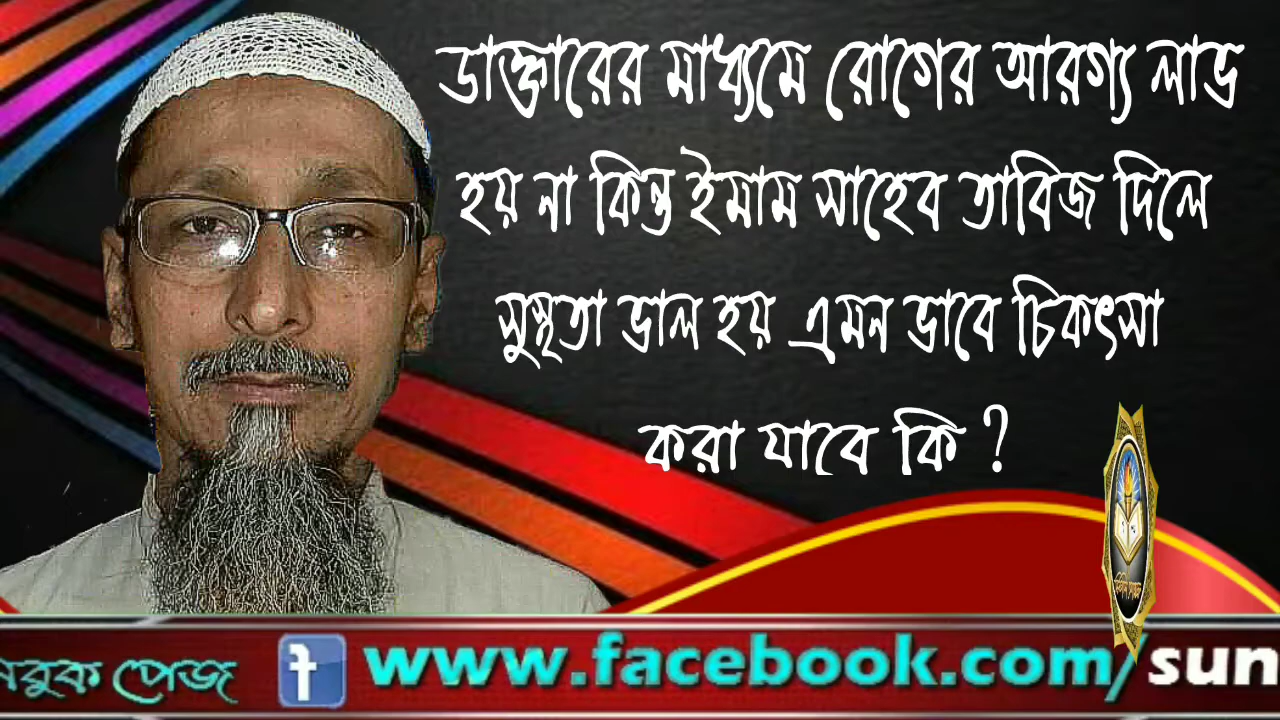 ডাক্তারের মাধ্যমে রোগের আরগ্য লাভ
হয় না কিন্ত ইমাম সাহেব তাবিজ দিলে
সুস্থতা ভাল হয় এমন ভাবে চিকৎসা
করা যাবে কি ?
পেজ f www.facebook.com/sun